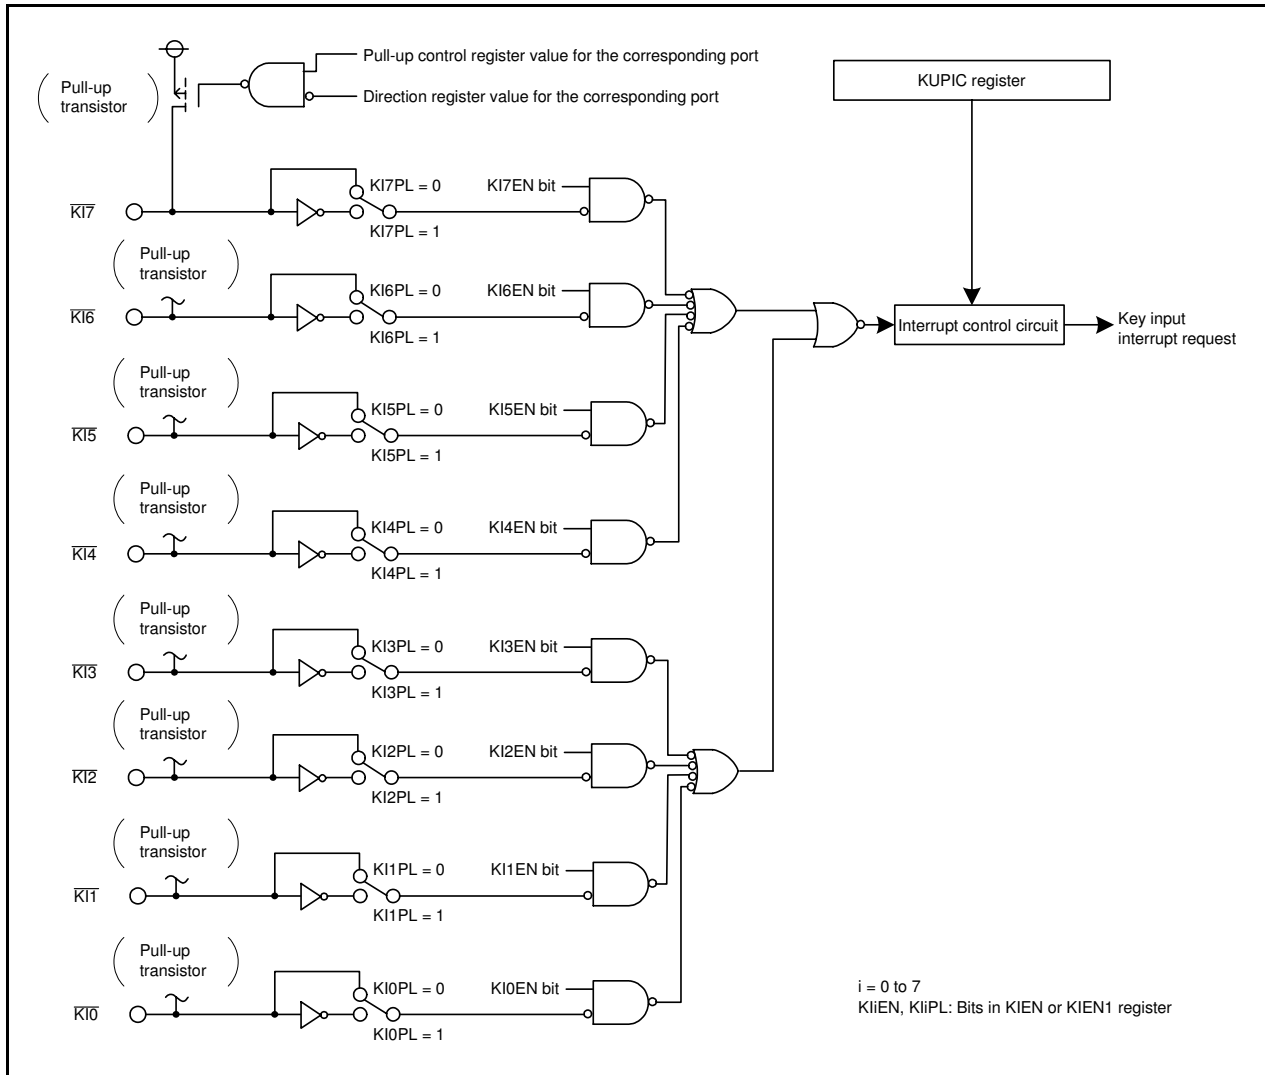 Pull-up control register value for the corresponding port
Pull-up
transistor
Direction register value for the corresponding port
KUPIC register
KI7
KI7PL = 0
KI7PL = 1
KI7EN bit
Pull-up
transistor
KI6
KI6PL = 0
KI6PL = 1
KI6EN bit
Interrupt control circuit
Key input
interrupt request
Pull-up
transistor
KI5
KI5PL = 0
KI5PL = 1
KI5EN bit
Pull-up
transistor
KI4
KI4PL = 0
KI4PL = 1
KI4EN bit
Pull-up
transistor
KI3
KI3PL = 0
KI3PL = 1
KI3EN bit
Pull-up
transistor
KI2
KI2PL = 0
KI2PL = 1
KI2EN bit
Pull-up
transistor
KI1
KI1PL = 0
KI1PL = 1
KI1EN bit
Pull-up
transistor
KI0
KI0PL = 0
KI0PL = 1
KI0EN bit
i = 0 to 7
KIiEN, KIiPL: Bits in KIEN or KIEN1 register